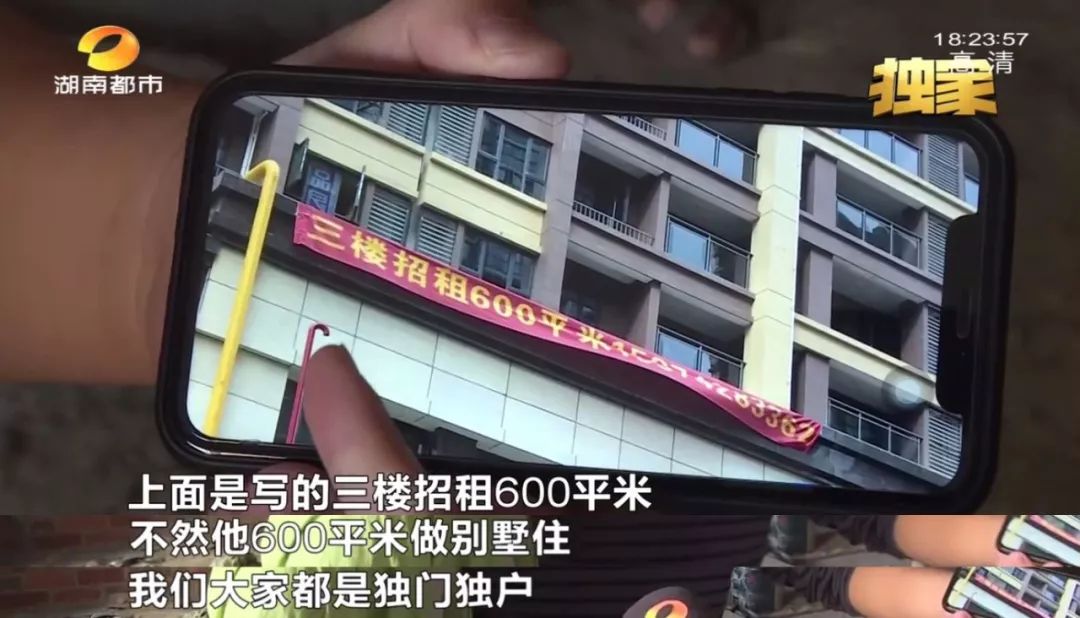 湖南都市
18:23:57
高清
独家
三楼招租600平米
上面是写的三楼招租600平米
不然他600平米做别墅住
我们大家都是独门独户